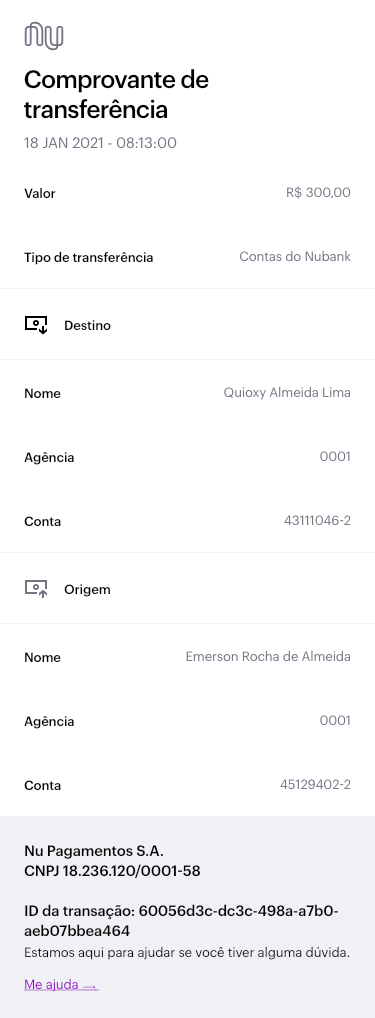 nu
Comprovante de
transferência
18 JAN 2021 - 08:13:00
Valor R$ 300,00
Tipo de transferência Contas do Nubank
Destino
Nome Quioxy Almeida Lima
Agência 0001
Conta 43111046-2
Origem
Nome Emerson Rocha de Almeida
Agência 0001
Conta 45129402-2
Nu Pagamentos S.A.
CNPJ 18.236.120/0001-58
ID da transação: 60056d3c-dc3c-498a-a7b0-
aeb07bbea464
Estamos aqui para ajudar se você tiver alguma dúvida.
Me ajuda →